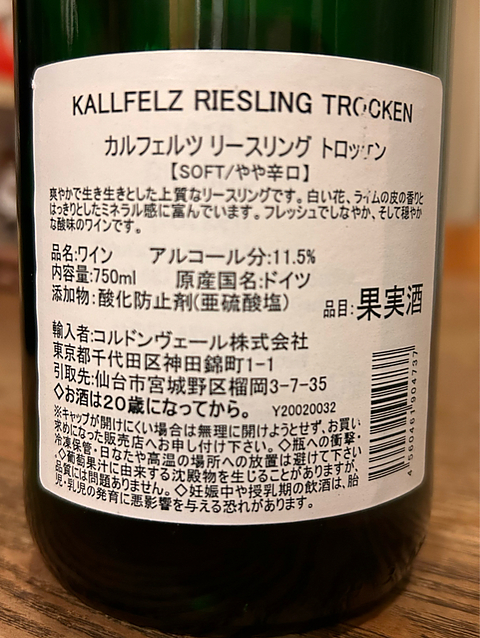 KALLFELZ RIESLING TROCKEN
カルフェルツ リースリング トロッケン
【SOFT/やや辛口】
爽やかで生き生きとした上質なリースリングです。白い花、ライムの皮の香りと
はっきりとしたミネラル感に富んでいます。フレッシュでしなやか、そして穏やか
な酸味のワインです。
品名:ワイン アルコール分:11.5%
内容量:750ml 原産国名:ドイツ
添加物:酸化防止剤(亜硫酸塩)
品目:果実酒
輸入者:コルドンヴェール株式会社
東京都千代田区神田錦町1-1
引取先:仙台市宮城野区榴岡3-7-35
◇お酒は20歳になってから。 Y20020032
※キャップが開けにくい場合は無理に開けようとせず、お買い
求めになった販売店へお申し付け下さい。◇瓶への衝撃・
冷凍保管・日なたや高温の場所への放置は避けて下さい
。◇葡萄果汁に由来する沈殿物を生じることがありますが、
品質には問題ありません。◇妊娠中や授乳期の飲酒は、胎
児・乳児の発育に悪影響を与える恐れがあります。
4 560461 904737